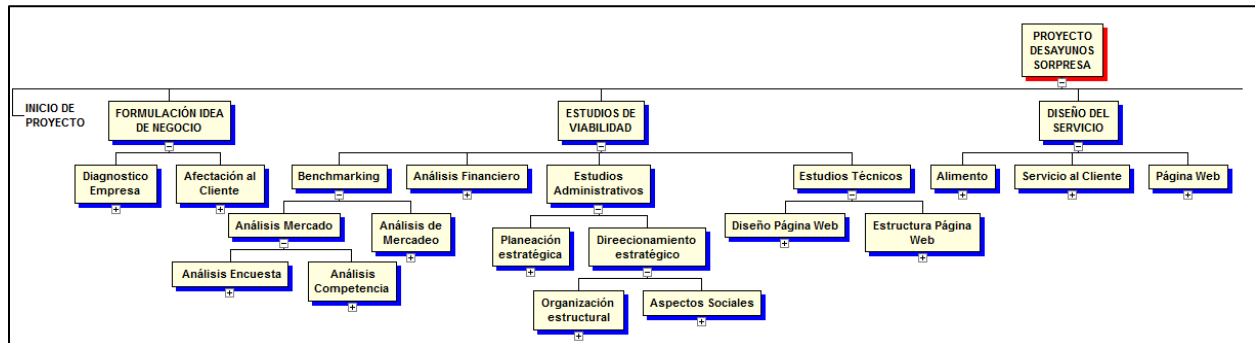 PROYECTO
DESAYUNOS
SORPRESA
INICIO DE
PROYECTO
FORMULACIÓN IDEA
DE NEGOCIO
ESTUDIOS DE
VIABILIDAD
DISEÑO DEL
SERVICIO
Diagnostico
Empresa
Afectación al
Cliente
Benchmarking
Análisis Financiero
Estudios
Administrativos
Estudios Técnicos
Alimento
Servicio al Cliente
Página Web
Análisis Mercado
Análisis de
Mercadeo
Planeación
estratégica
Direecionamiento
estratégico
Diseño Página Web
Estructura Página
Web
Análisis Encuesta
Análisis
Competencia
Organización
estructural
Aspectos Sociales